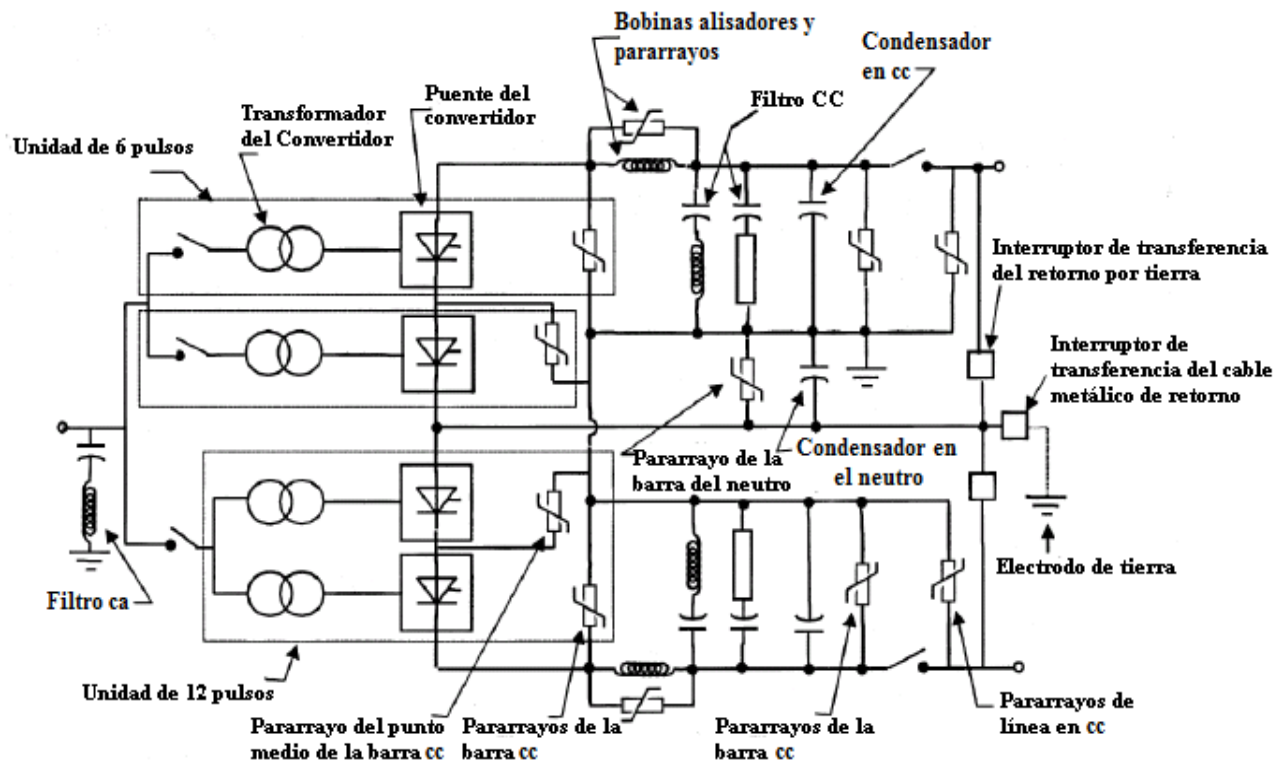 Bobinas alisadores y
pararrayos
Condensador
en cc
Puente del
convertidor
Filtro CC
Transformador
del Convertidor
Unidad de 6 pulsos
Interruptor de transferencia
del retorno por tierra
Interruptor de
transferencia del cable
metálico de retorno
Pararrayo de la
barra del neutro
Condensador en
el neutro
Electrodo de tierra
Filtro ca
Unidad de 12 pulsos
Pararrayo del punto
medio de la barra cc
Pararrayos de la
barra cc
Pararrayos de la
barra cc
Pararrayos de
línea en cc